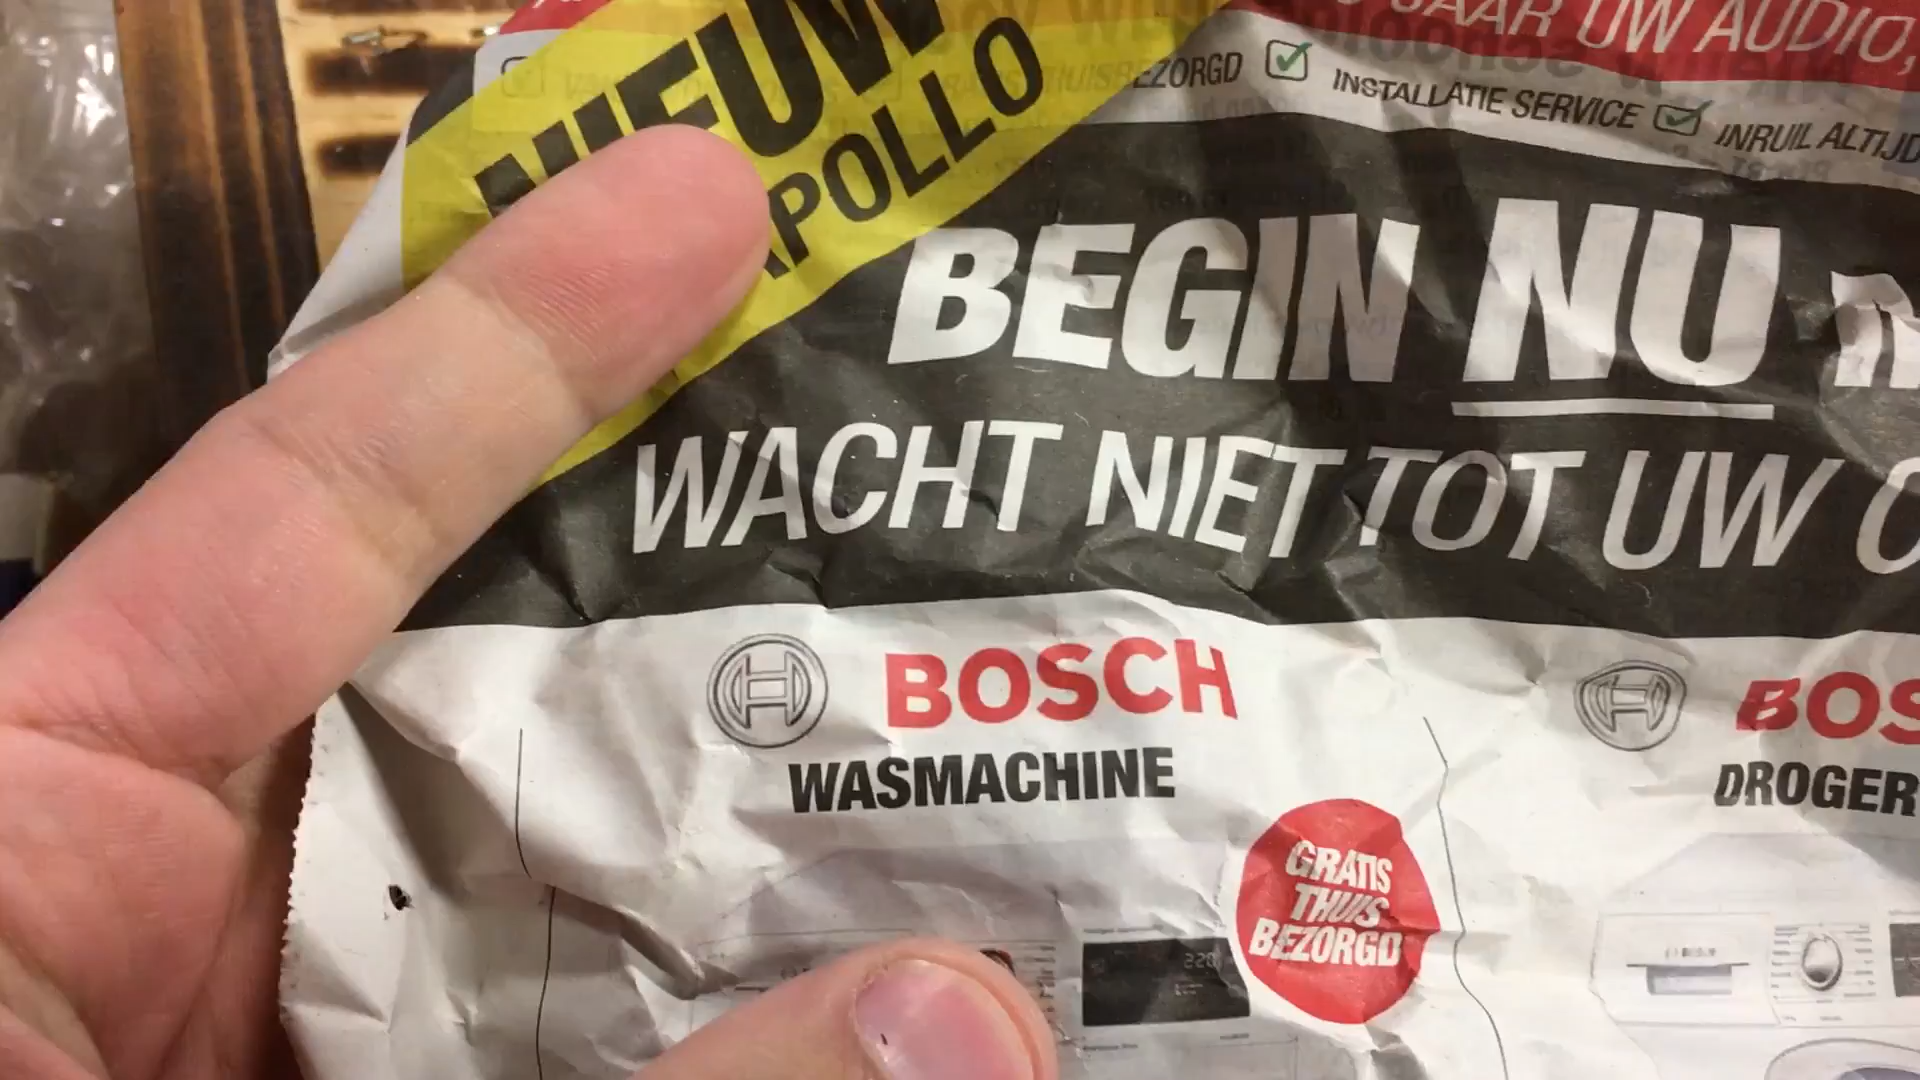 NIEUW
APOLLO
JAAR UW AUDIO,
THUISBEZORGD
INSTALLATIE SERVICE
INRUIL ALTIJD
BEGIN NU
WACHT NIET TOT UW
BOSCH
WASMACHINE
GRATIS
THUIS
BEZORGD
BOS
DROGER